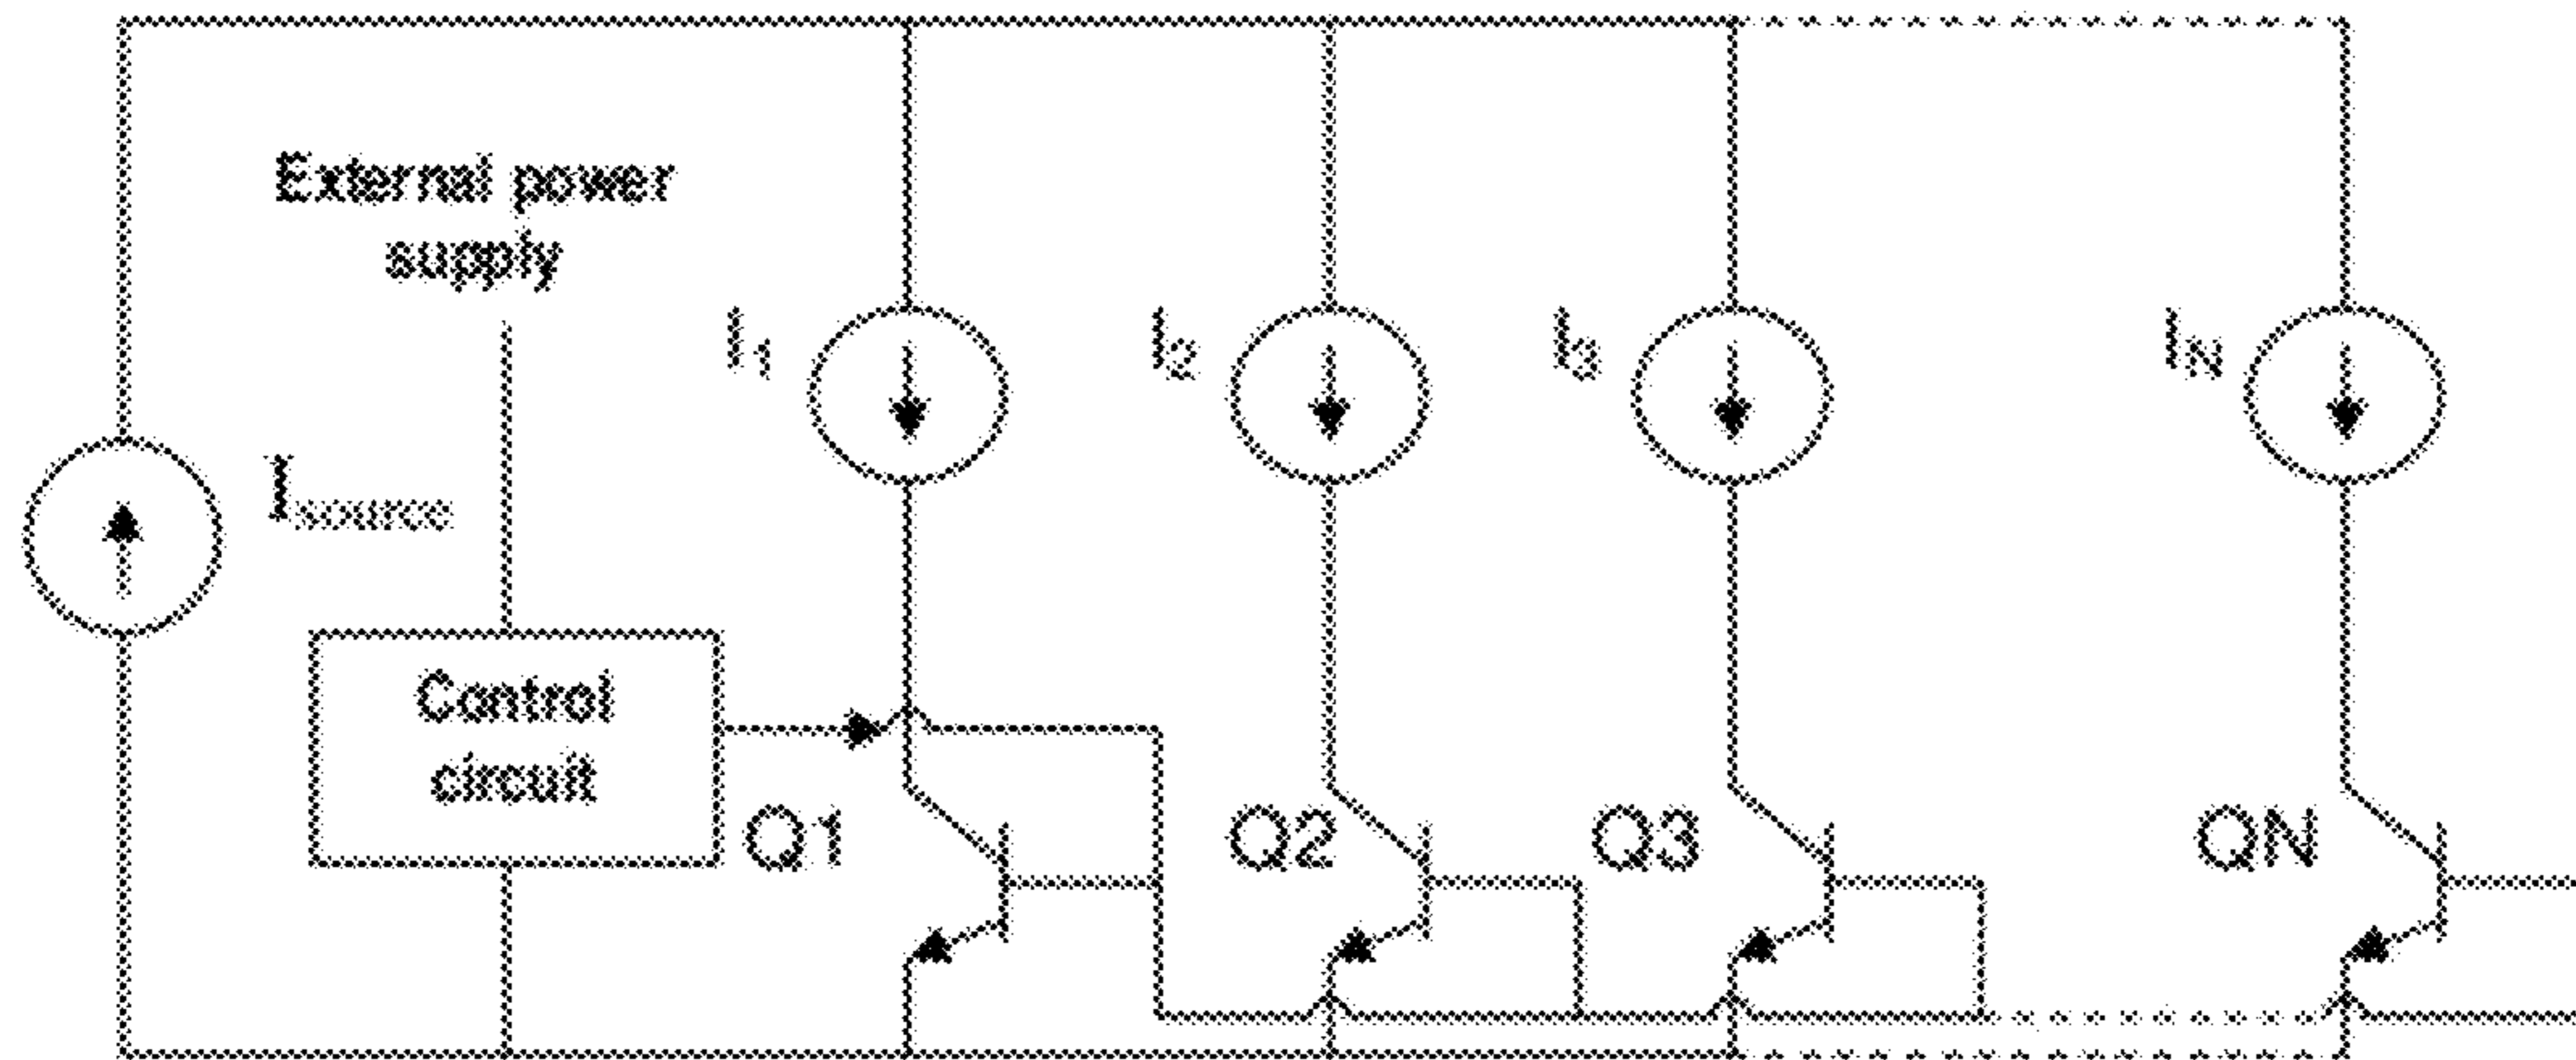 External power
supply
I1
I2
I3
IN
Isource
Control
circuit
Q1
Q2
Q3
QN